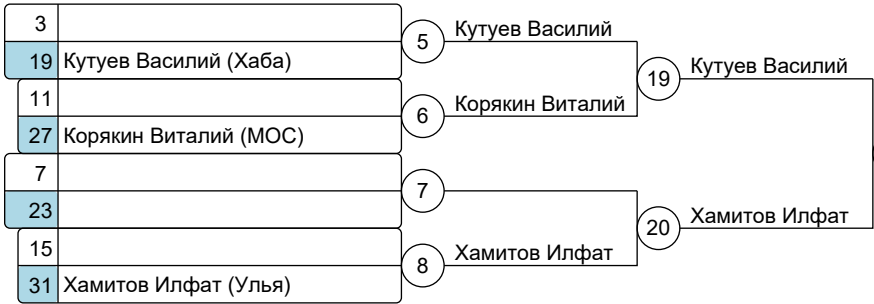 3
5 Кутуев Василий
19 Кутуев Василий (Хаба)
19 Кутуев Василий
11
6 Корякин Виталий
27 Корякин Виталий (МОС)
7
7
23
20 Хамитов Илфат
15
8 Хамитов Илфат
31 Хамитов Илфат (Улья)